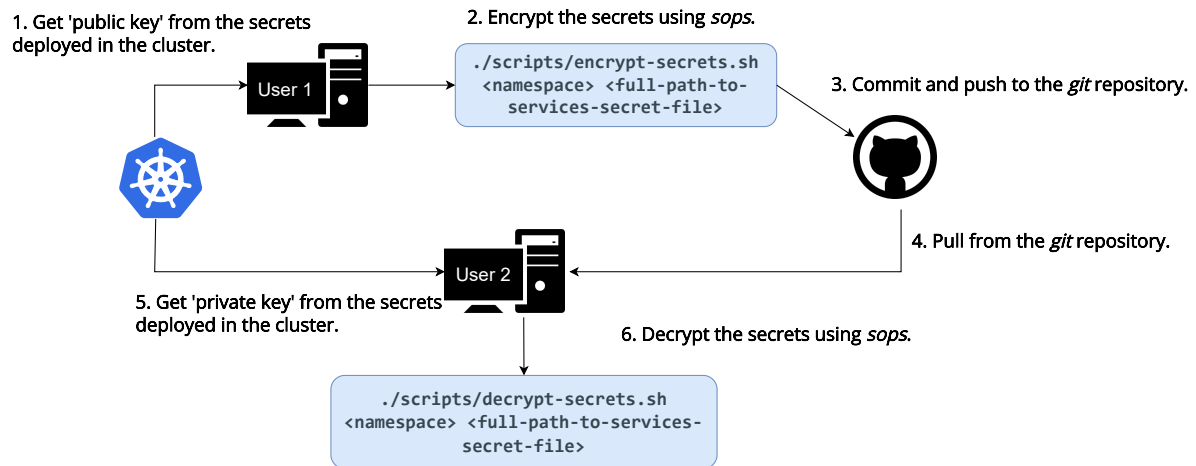 1. Get 'public key' from the secrets
deployed in the cluster.
2. Encrypt the secrets using sops.
User 1
./scripts/encrypt-secrets.sh
<namespace> <full-path-to-
services-secret-file>
3. Commit and push to the git repository.
4. Pull from the git repository.
User 2
5. Get 'private key' from the secrets
deployed in the cluster.
6. Decrypt the secrets using sops.
./scripts/decrypt-secrets.sh
<namespace> <full-path-to-services-
secret-file>